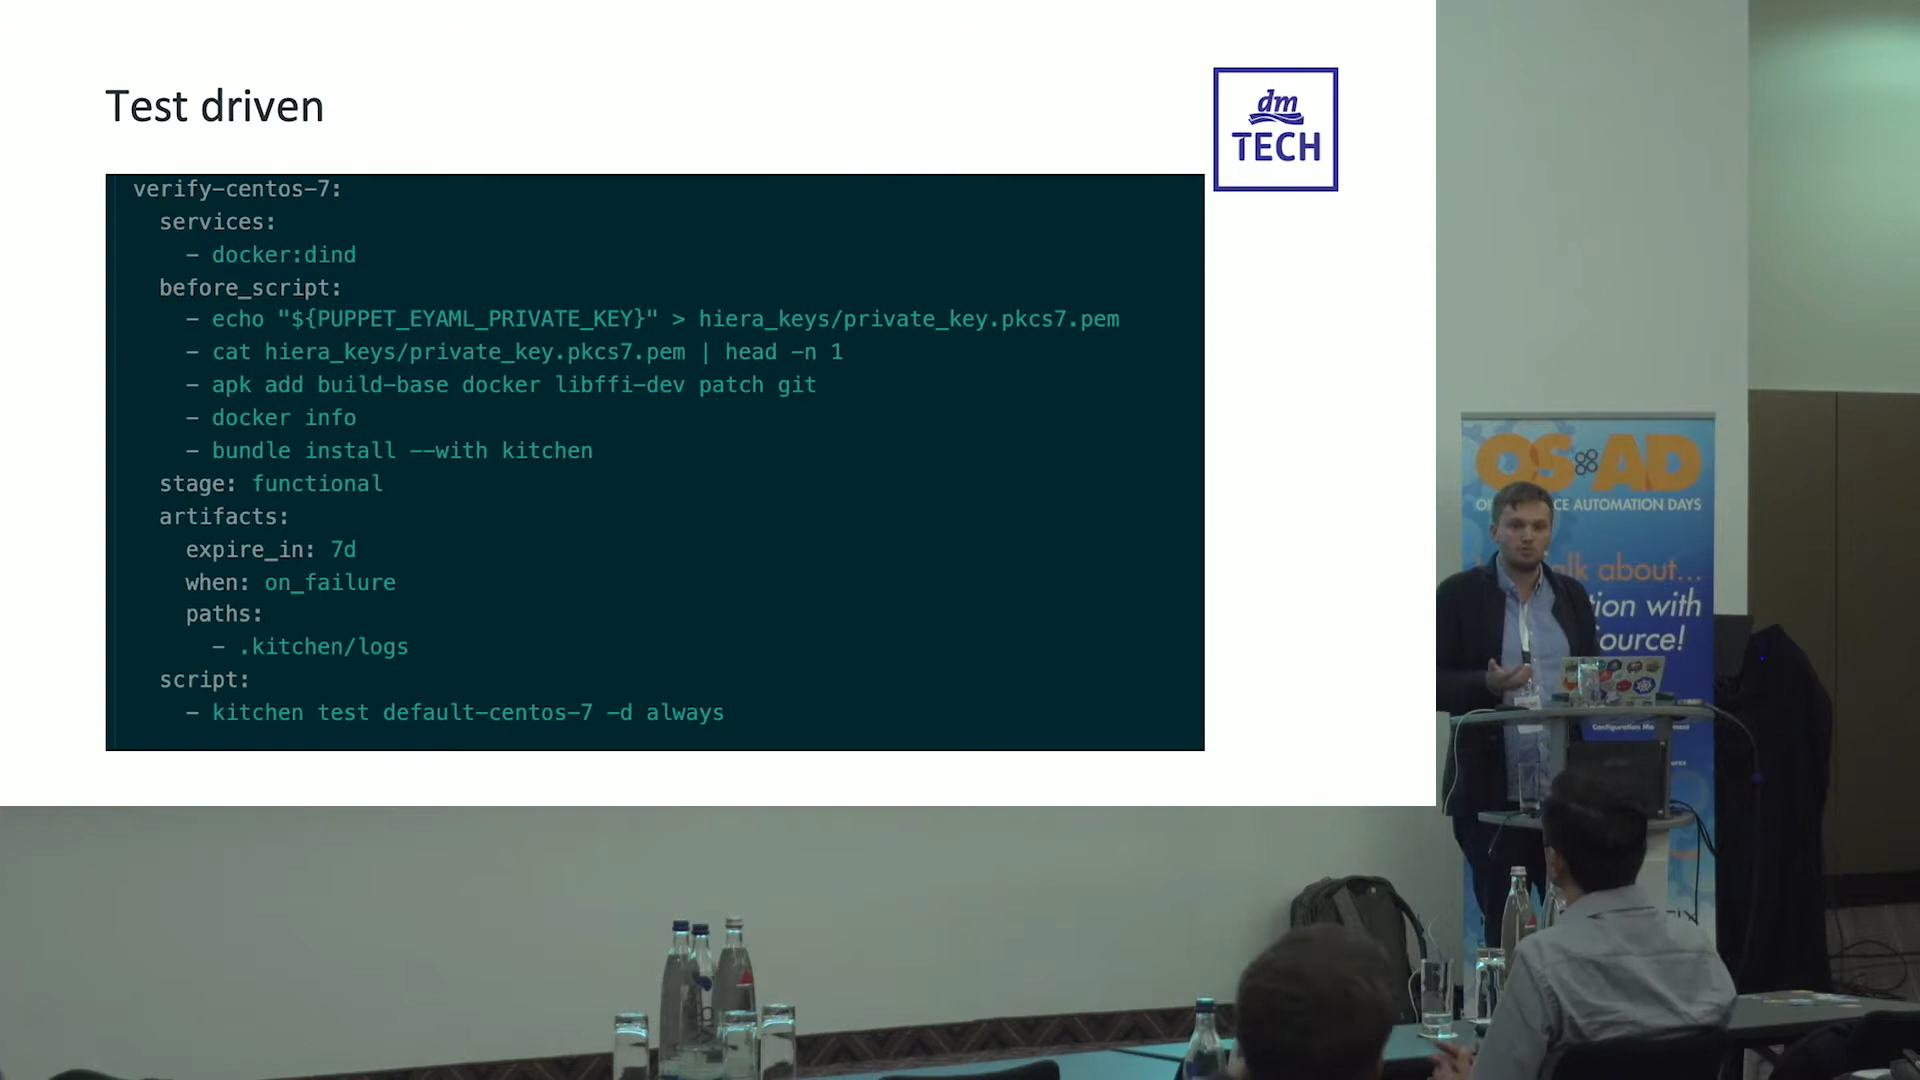 Test driven
dm
TECH
verify-centos-7:
services:
- docker:dind
before_script:
- echo "${PUPPET_EYAML_PRIVATE_KEY}" > hiera_keys/private_key.pkcs7.pem
- cat hiera_keys/private_key.pkcs7.pem | head -n 1
- apk add build-base docker libffi-dev patch git
- docker info
- bundle install --with kitchen
stage: functional
artifacts:
expire_in: 7d
when: on_failure
paths:
- .kitchen/logs
script:
- kitchen test default-centos-7 -d always
OS AD
CE AUTOMATION DAYS
about...
with